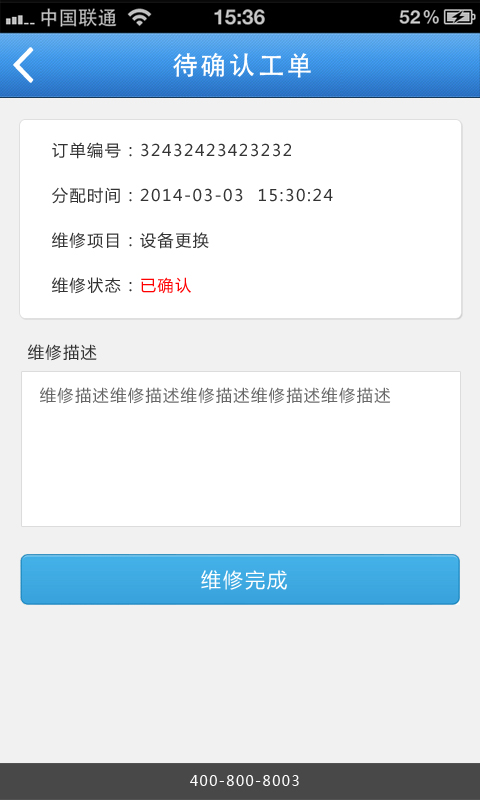 中国联通 15:36 52%
待确认工单
订单编号：32432423423232
分配时间：2014-03-03 15:30:24
维修项目：设备更换
维修状态：已确认
维修描述
维修描述维修描述维修描述维修描述维修描述
维修完成
400-800-8003